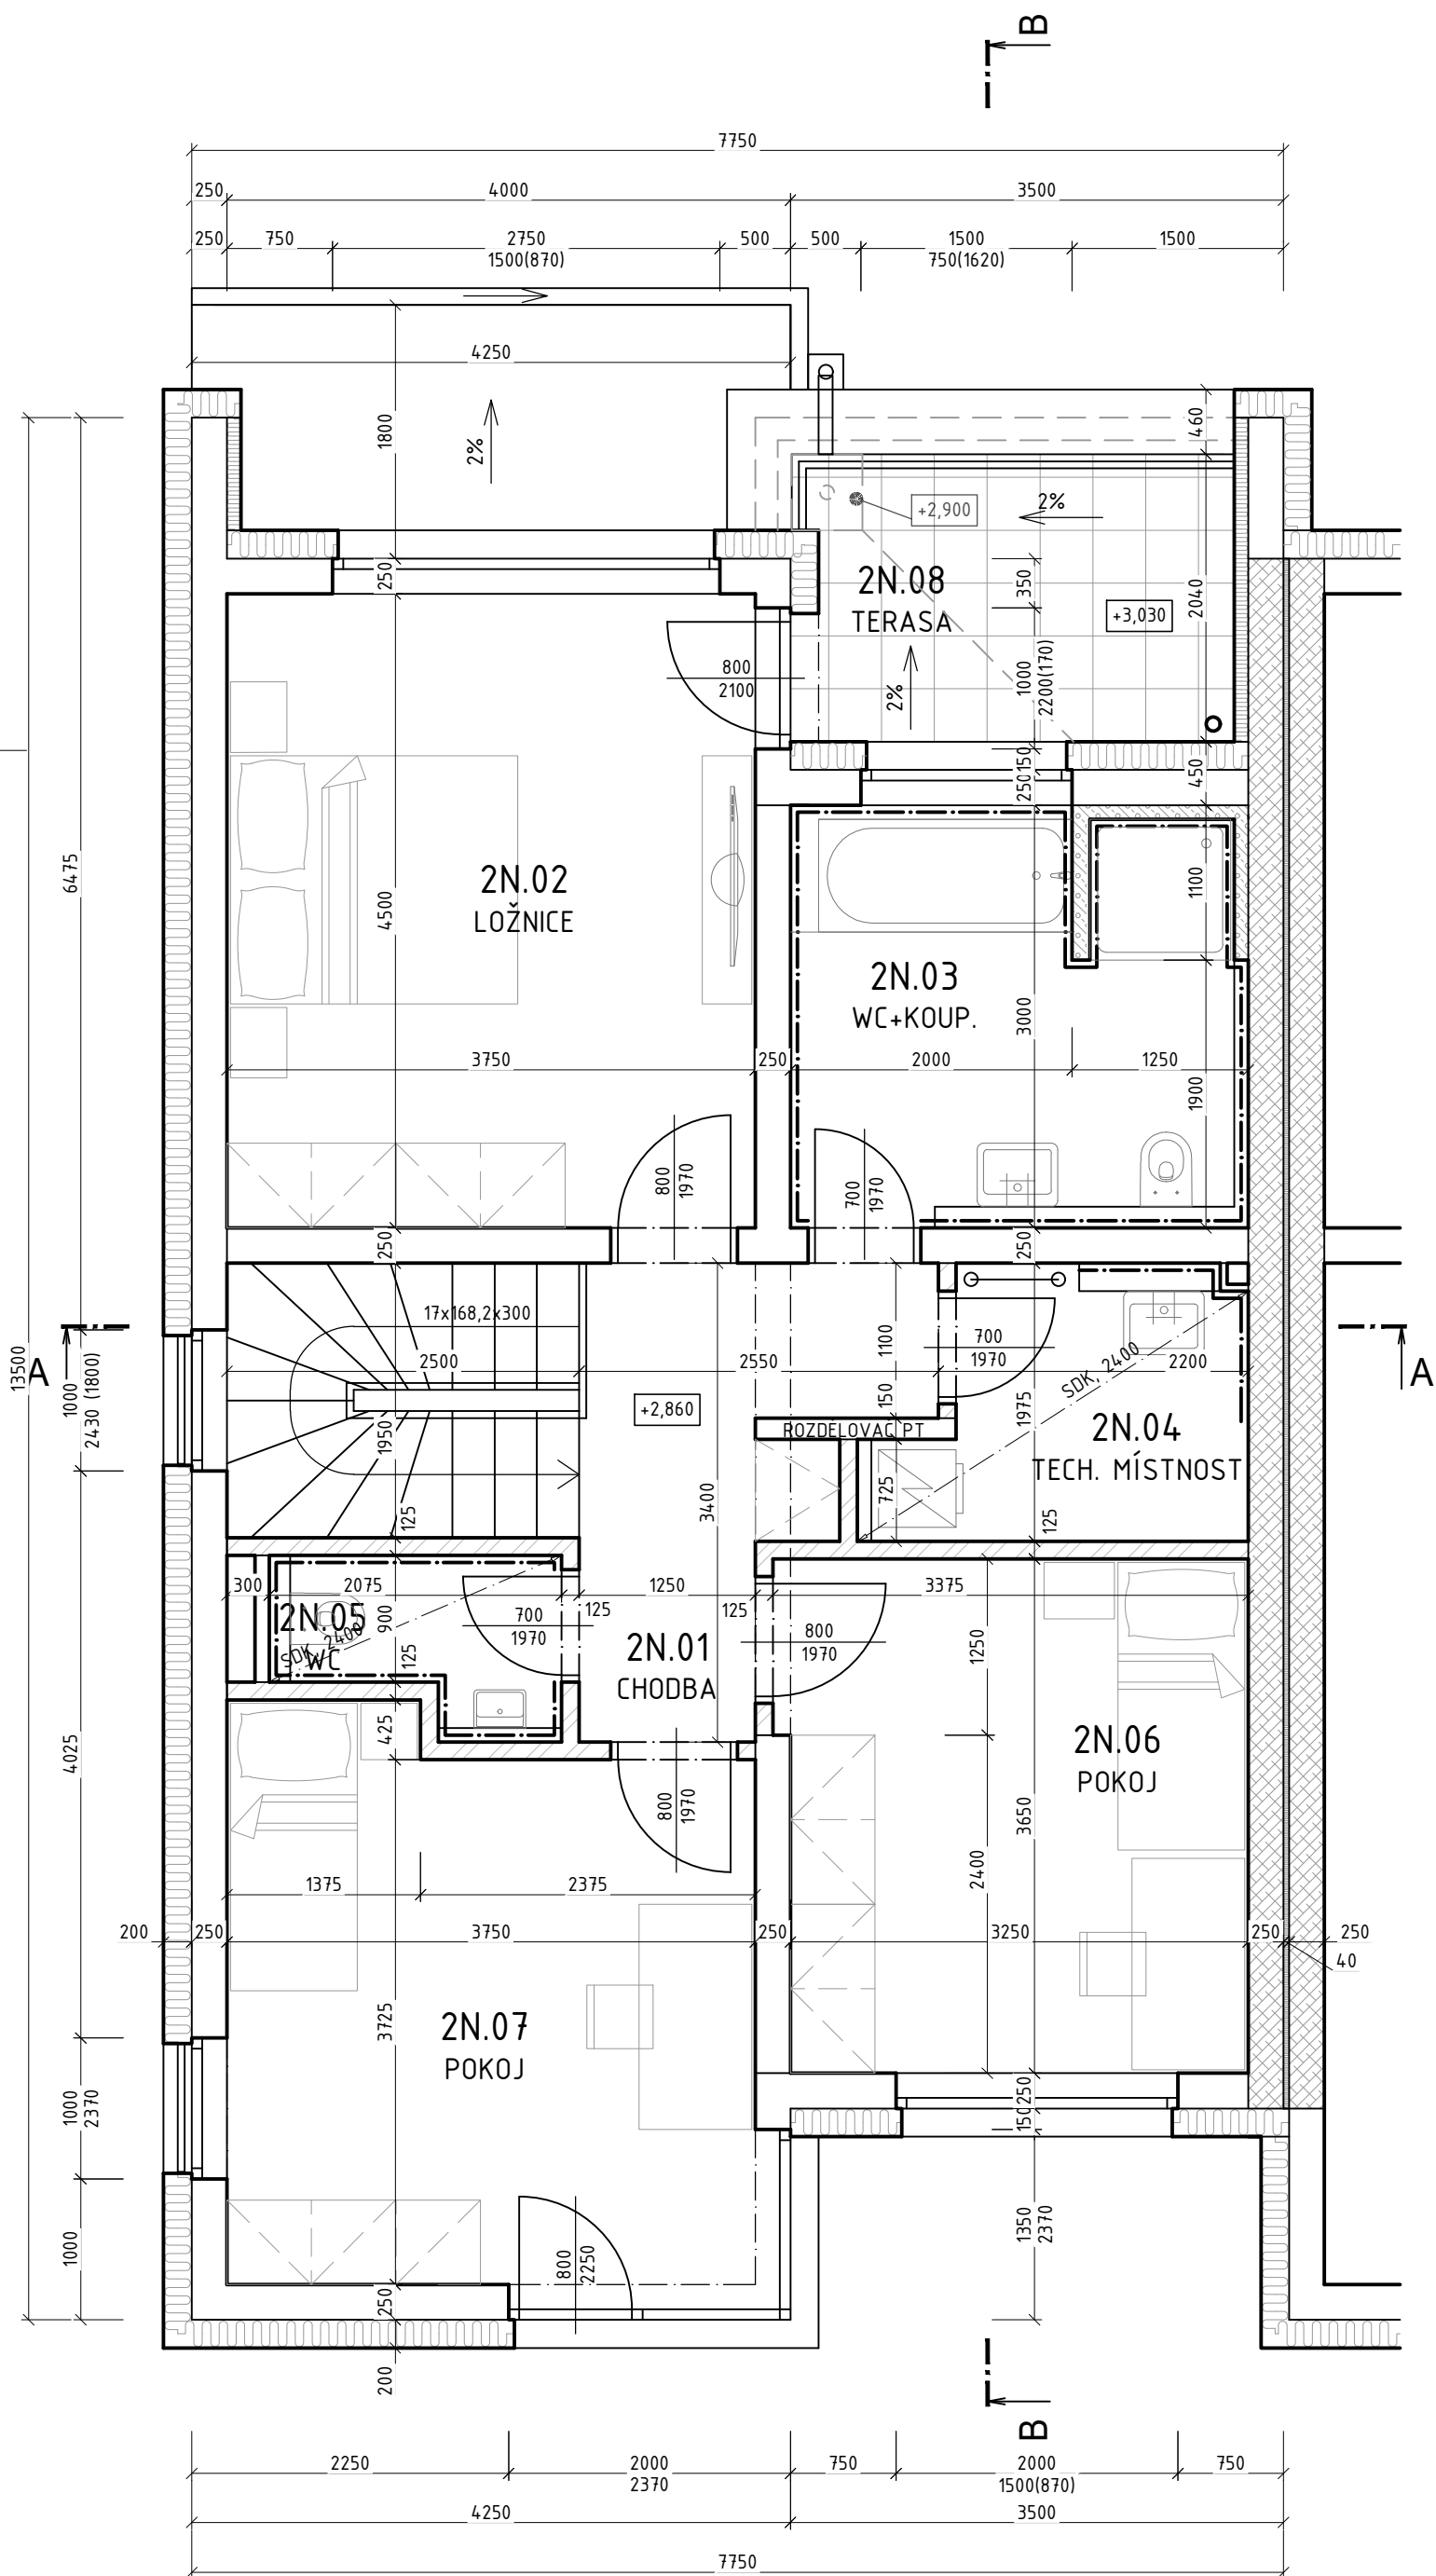 B
7750
250 4000 3500
250 750 2750 500 500 1500 1500
1500(870) 750(1620)
4250
1800
2%
460
+2,900
2%
2N.08
TERASA
350
2040
+3,030
250
800
2100
1000
2200(170)
2%
150
250
450
6475
2N.02
LOŽNICE
4500
1100
2N.03
WC+KOUP.
3000
3750 250 2000 1250
1900
800
1970
700
1970
250 250
17x168,2x300
2500 2550
700
1970
2200
1100
SDK, 2400
13500
A
1000
2430 (1800)
A
+2,860
150
1975
1950
ROZDĚLOVAČ PT
2N.04
TECH. MÍSTNOST
3400
725
125 125
300 2075 1250 3375
2N.05
WC
SDK, 2400
900
700
1970
125 125
2N.01
CHODBA
800
1970
1250
125
425
2N.06
POKOJ
4025
800
1970
3650
2400
1375 2375
200 250 3750 250 3250 250 250
40
3725
2N.07
POKOJ
1000
2370
250
150
1000
1350
2370
800
2250
250
200
B
2250 2000 750 2000 750
2370 1500(870)
4250 3500
7750